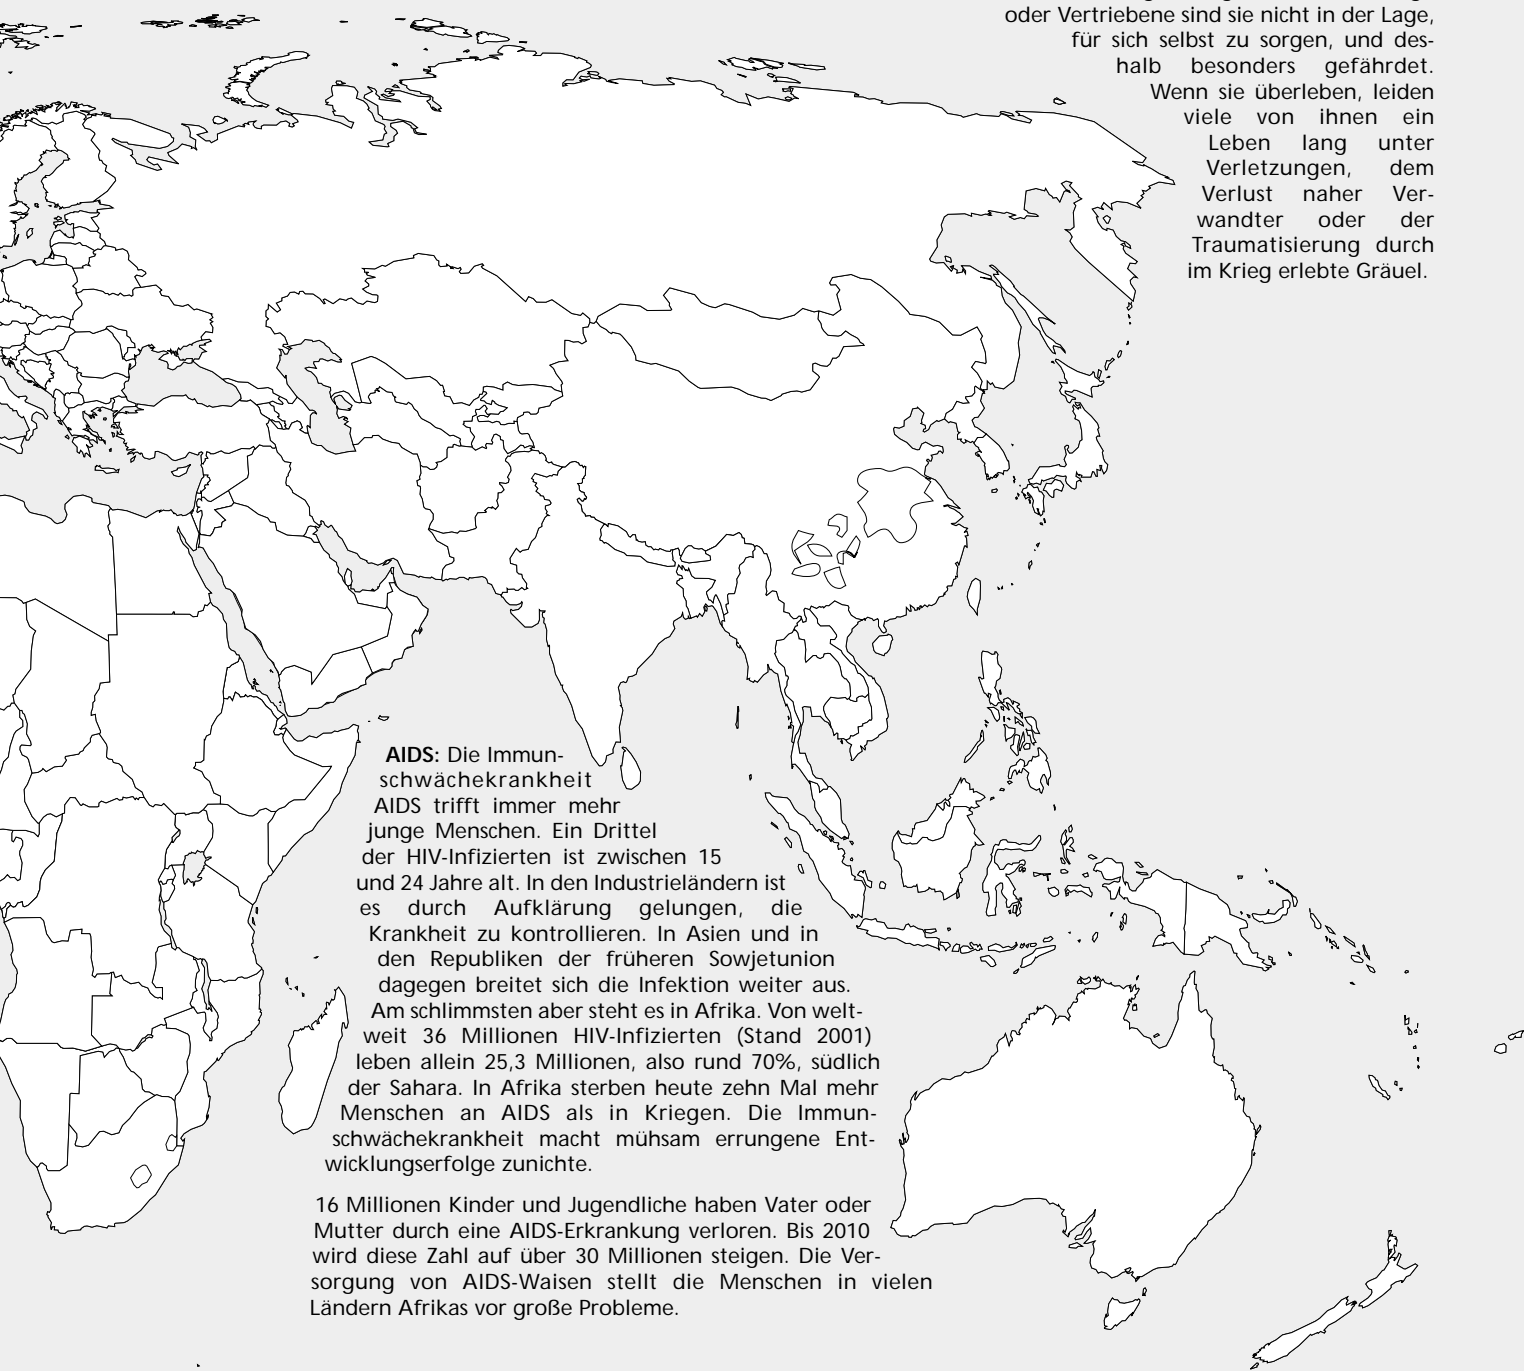 oder Vertriebene sind sie nicht in der Lage,
für sich selbst zu sorgen, und des-
halb besonders gefährdet.
Wenn sie überleben, leiden
viele von ihnen ein
Leben lang unter
Verletzungen, dem
Verlust naher Ver-
wandter oder der
Traumatisierung durch
im Krieg erlebte Gräuel.
AIDS: Die Immun-
schwächekrankheit
AIDS trifft immer mehr
junge Menschen. Ein Drittel
der HIV-Infizierten ist zwischen 15
und 24 Jahre alt. In den Industrieländern ist
es durch Aufklärung gelungen, die
Krankheit zu kontrollieren. In Asien und in
den Republiken der früheren Sowjetunion
dagegen breitet sich die Infektion weiter aus.
Am schlimmsten aber steht es in Afrika. Von welt-
weit 36 Millionen HIV-Infizierten (Stand 2001)
leben allein 25,3 Millionen, also rund 70%, südlich
der Sahara. In Afrika sterben heute zehn Mal mehr
Menschen an AIDS als in Kriegen. Die Immun-
schwächekrankheit macht mühsam errungene Ent-
wicklungserfolge zunichte.
16 Millionen Kinder und Jugendliche haben Vater oder
Mutter durch eine AIDS-Erkrankung verloren. Bis 2010
wird diese Zahl auf über 30 Millionen steigen. Die Ver-
sorgung von AIDS-Waisen stellt die Menschen in vielen
Ländern Afrikas vor große Probleme.